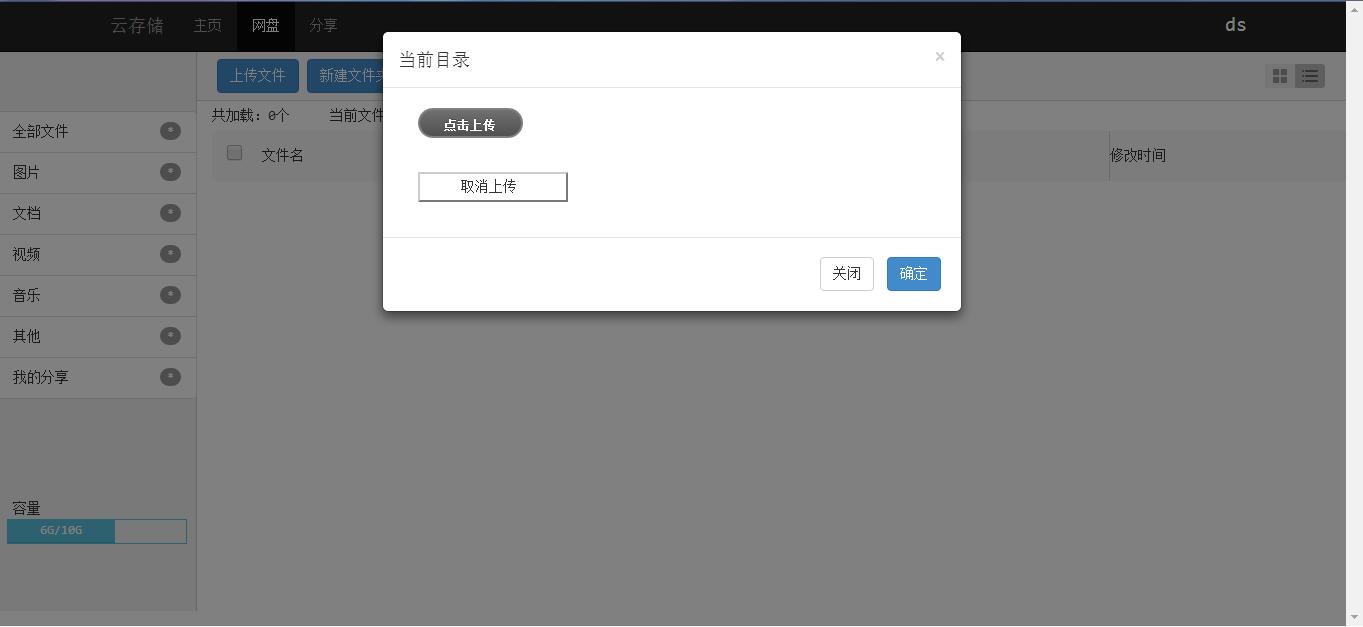 云存储 主页 网盘 分享 ds
当前目录 ×
上传文件 新建文件夹
共加载：0个 当前文件
点击上传
全部文件 *
文件名 修改时间
图片 *
取消上传
文档 *
视频 *
关闭 确定
音乐 *
其他 *
我的分享 *
容量
6G/10G